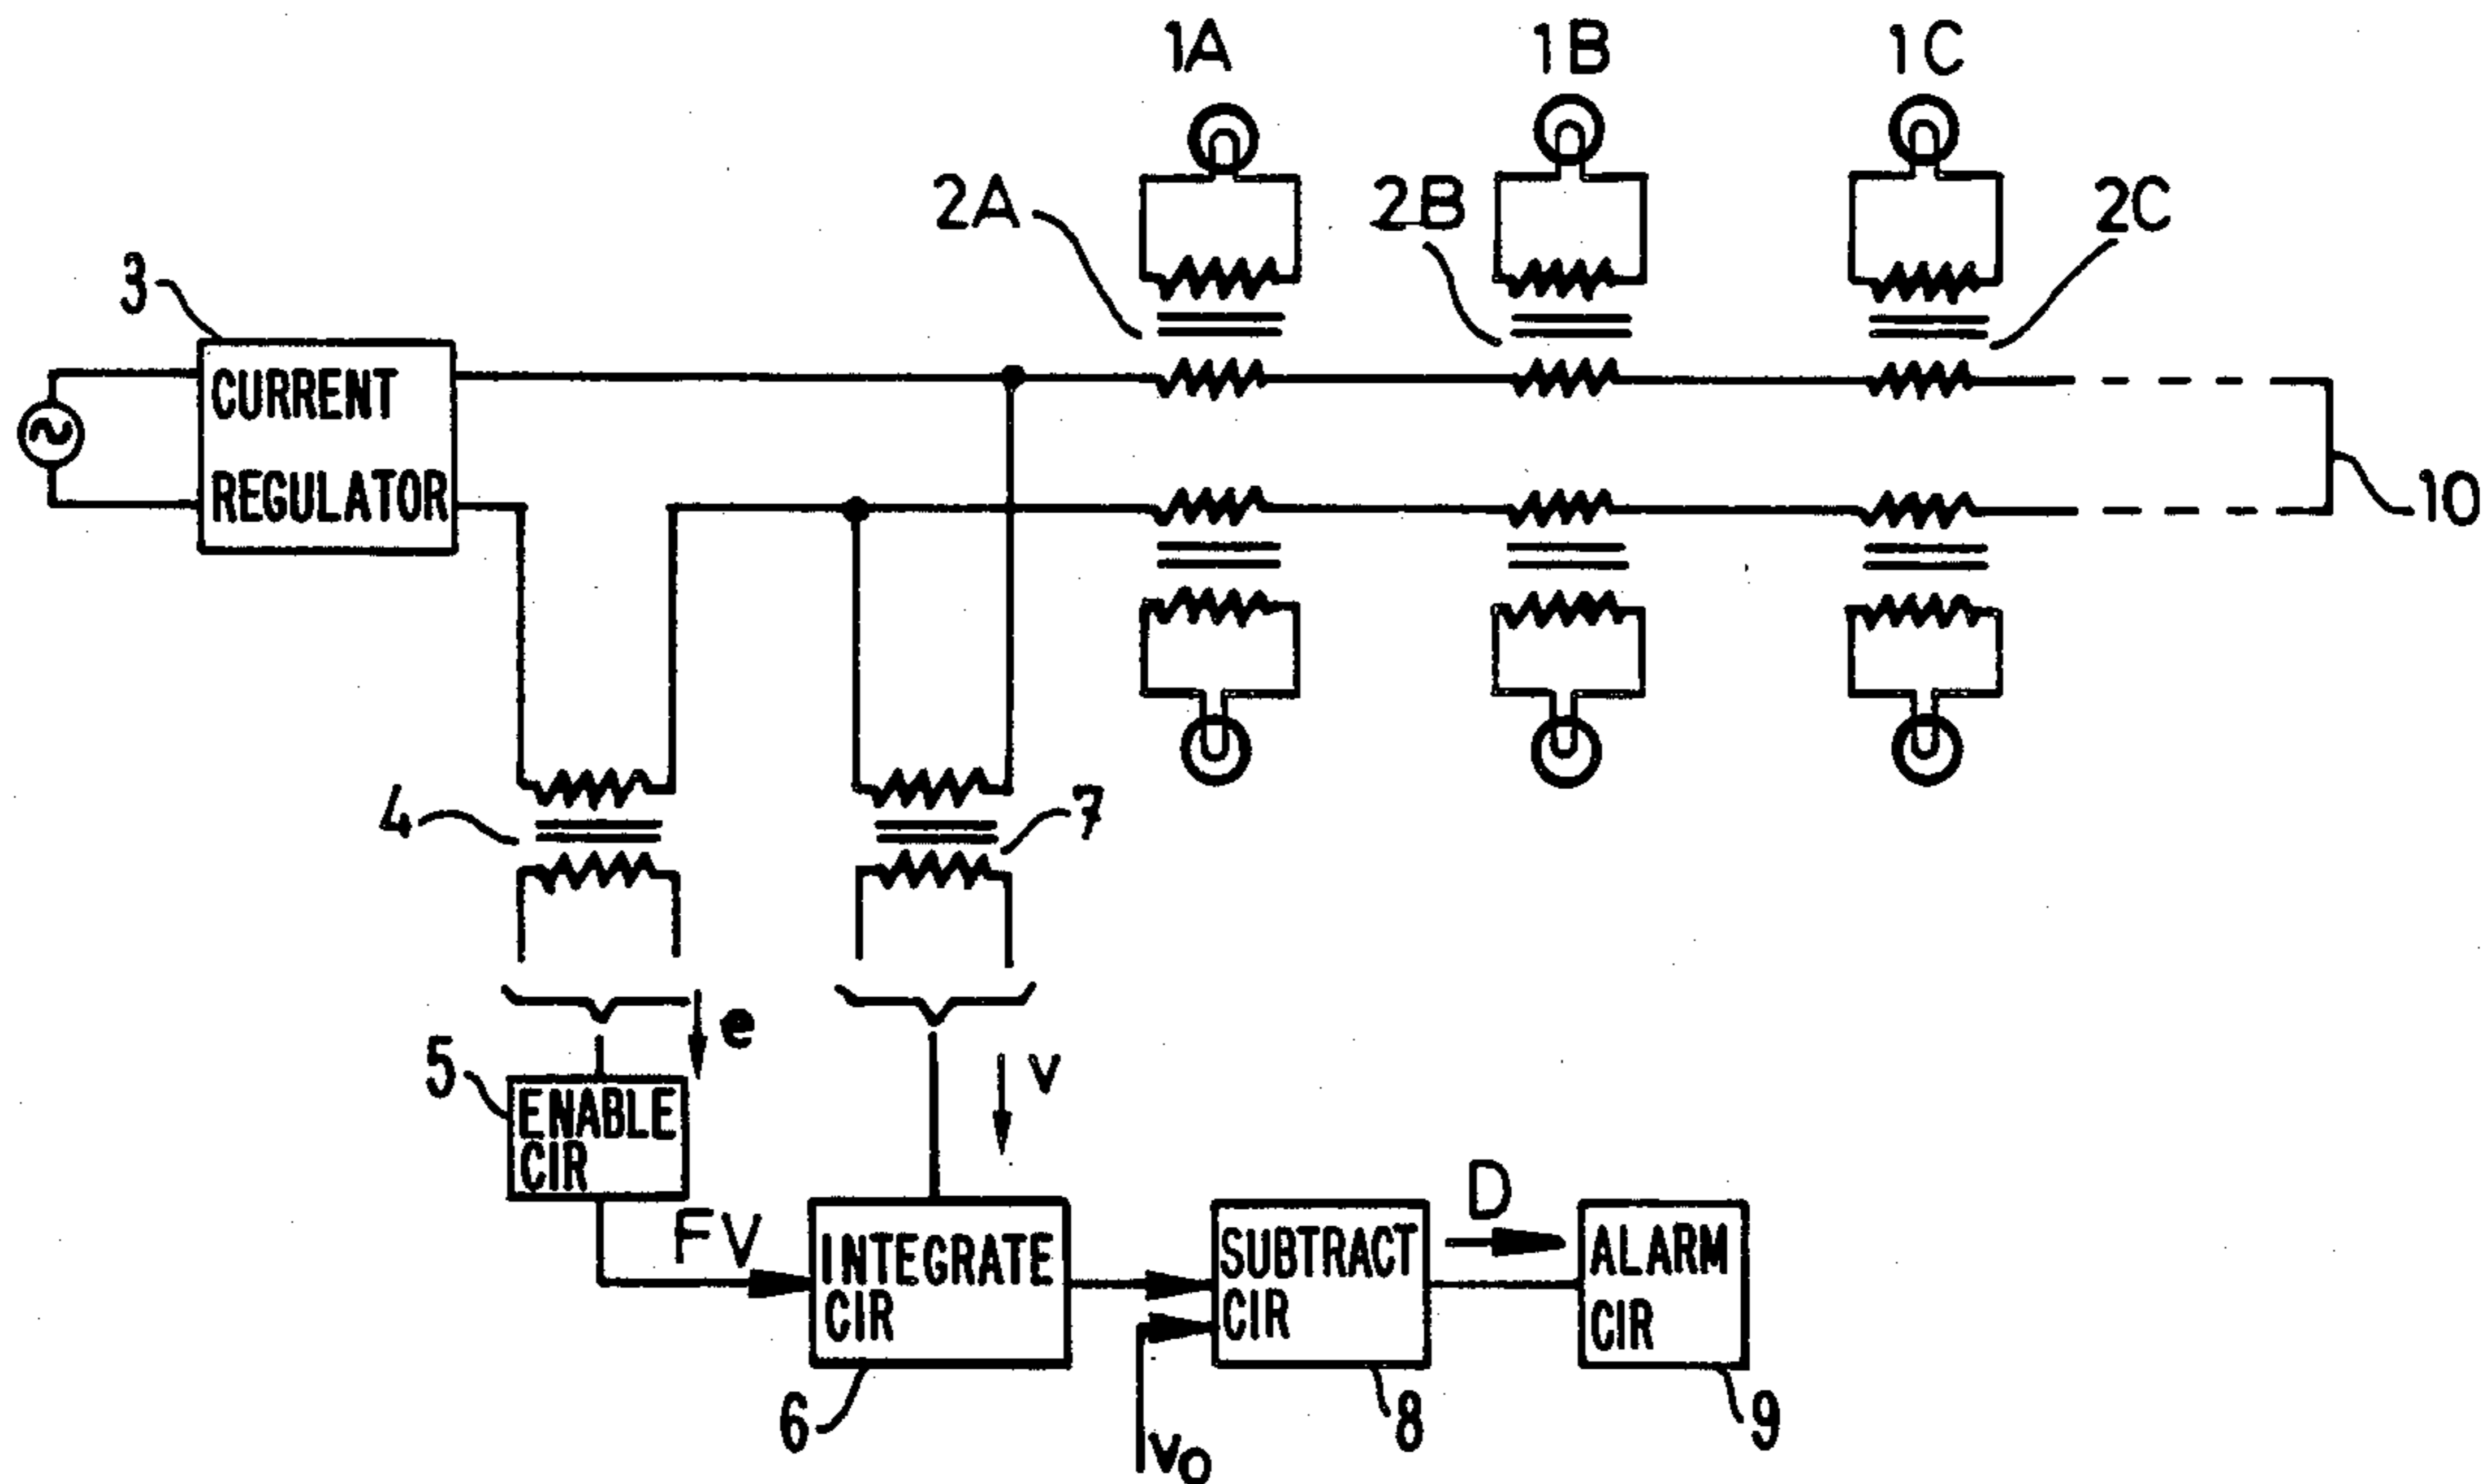 1A 1B 1C
2A 2B 2C
3
CURRENT
REGULATOR
10
4
7
e
5
ENABLE
CIR
v
FV
INTEGRATE
CIR
SUBTRACT
CIR
D
ALARM
CIR
6
vo
8
9